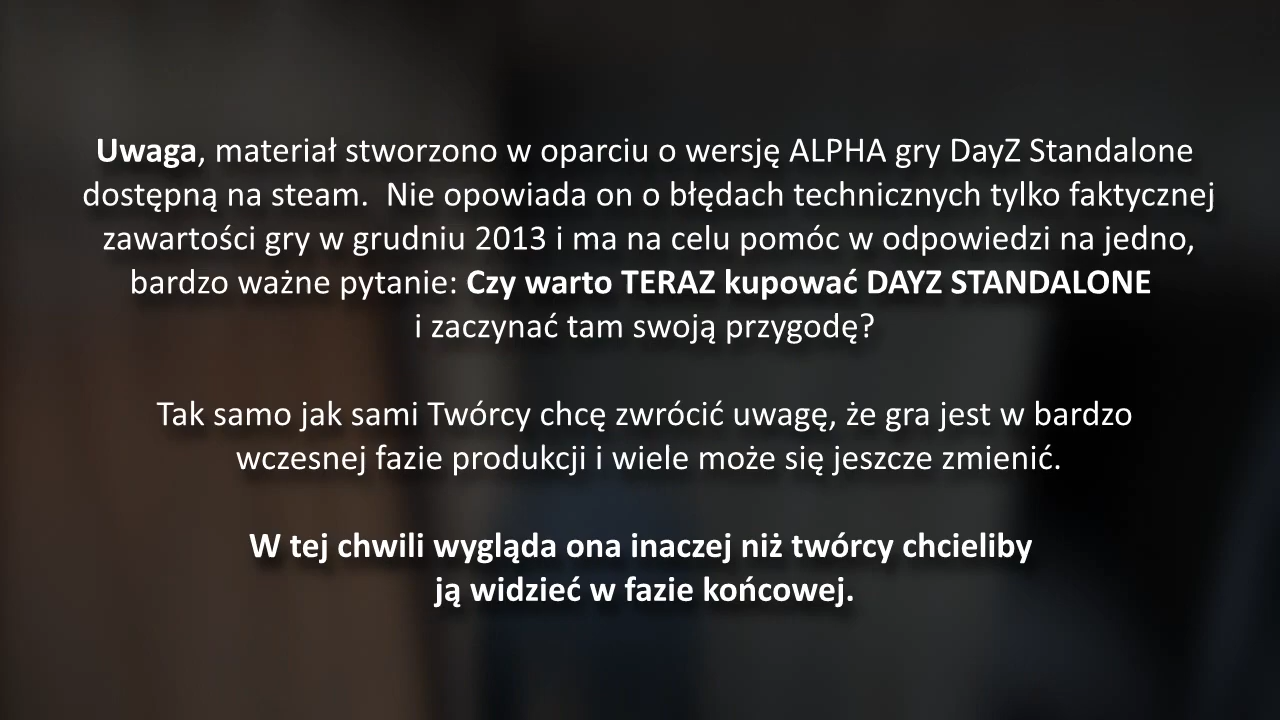 Uwaga, materiał stworzono w oparciu o wersję ALPHA gry DayZ Standalone
dostępną na steam.  Nie opowiada on o błędach technicznych tylko faktycznej
zawartości gry w grudniu 2013 i ma na celu pomóc w odpowiedzi na jedno,
bardzo ważne pytanie: Czy warto TERAZ kupować DAYZ STANDALONE
i zaczynać tam swoją przygodę?
Tak samo jak sami Twórcy chcę zwrócić uwagę, że gra jest w bardzo
wczesnej fazie produkcji i wiele może się jeszcze zmienić.
W tej chwili wygląda ona inaczej niż twórcy chcieliby
ją widzieć w fazie końcowej.